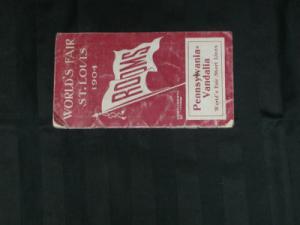 WORLD'S FAIR
ST. LOUIS.
1904
ROOMS
Pennsylvania-
Vandalia
World's Fair Short Lines